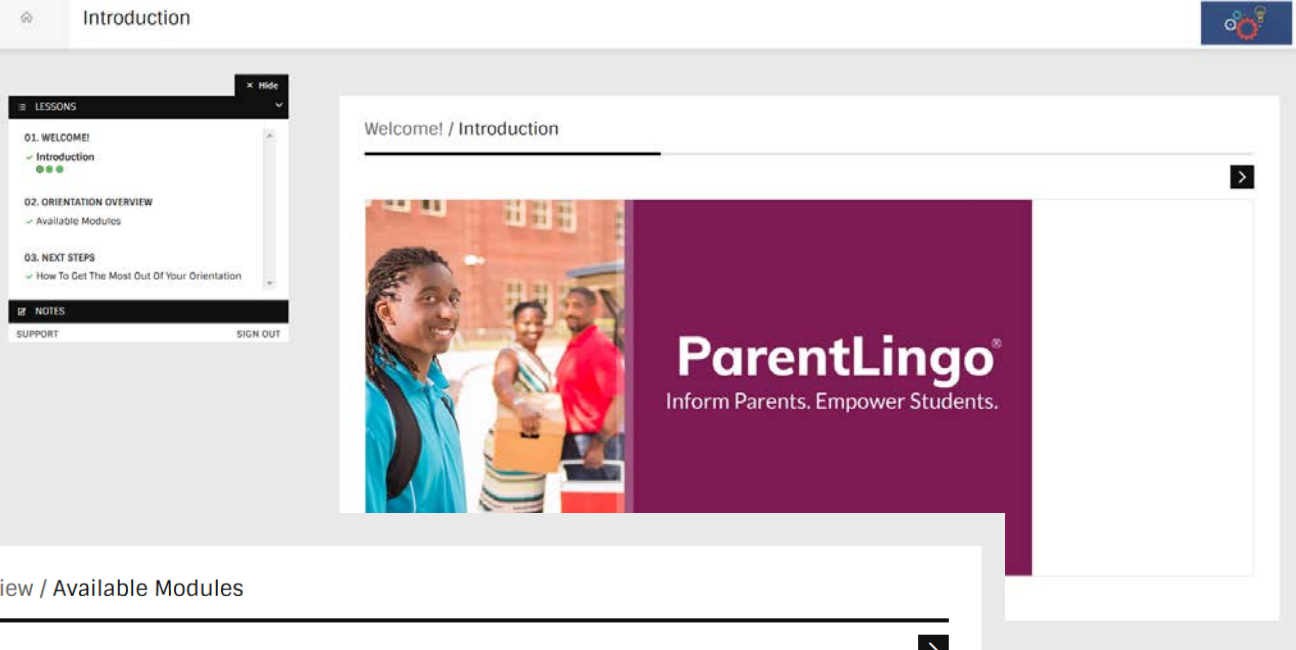 Introduction
× Hide
LESSONS
01. WELCOME!
Introduction
02. ORIENTATION OVERVIEW
Available Modules
03. NEXT STEPS
How To Get The Most Out Of Your Orientation
NOTES
SUPPORT SIGN OUT
Welcome! / Introduction
ParentLingo®
Inform Parents. Empower Students.
iew / Available Modules